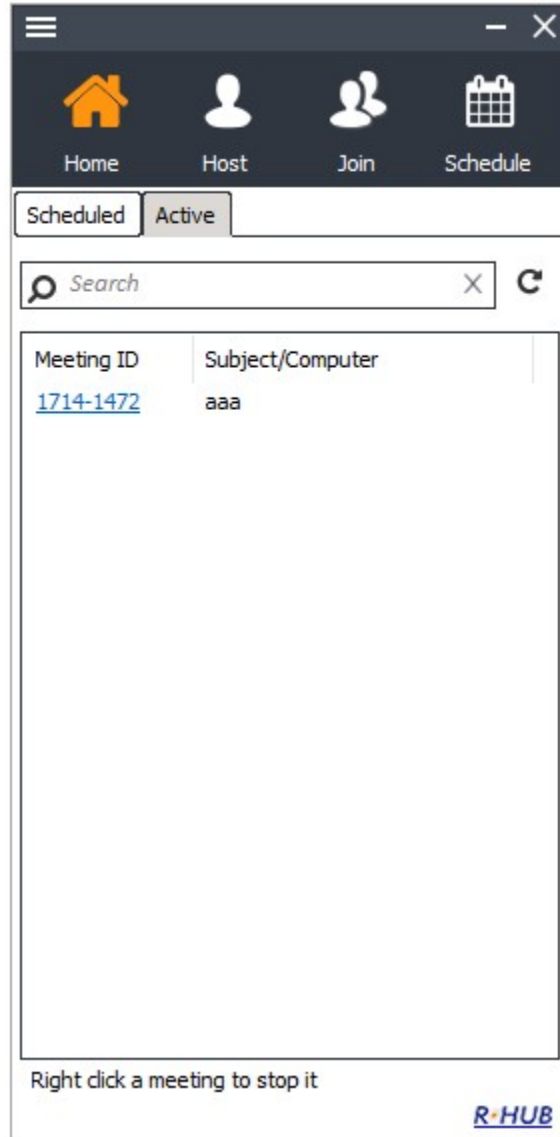 Home Host Join Schedule
Scheduled Active
Search
Meeting ID Subject/Computer
1714-1472 aaa
Right click a meeting to stop it
R•HUB